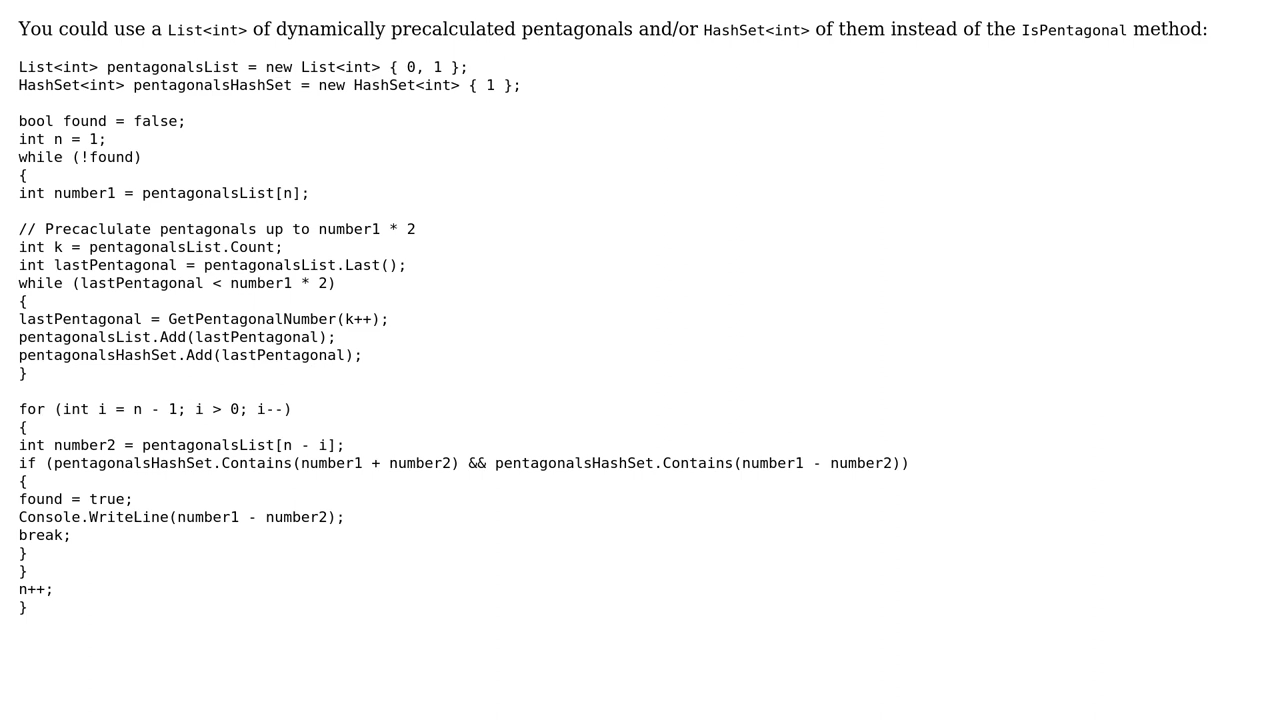 You could use a List<int> of dynamically precalculated pentagonals and/or HashSet<int> of them instead of the IsPentagonal method:
List<int> pentagonalsList = new List<int> { 0, 1 };
HashSet<int> pentagonalsHashSet = new HashSet<int> { 1 };
bool found = false;
int n = 1;
while (!found)
{
int number1 = pentagonalsList[n];
// Precaclulate pentagonals up to number1 * 2
int k = pentagonalsList.Count;
int lastPentagonal = pentagonalsList.Last();
while (lastPentagonal < number1 * 2)
{
lastPentagonal = GetPentagonalNumber(k++);
pentagonalsList.Add(lastPentagonal);
pentagonalsHashSet.Add(lastPentagonal);
}
for (int i = n - 1; i > 0; i--)
{
int number2 = pentagonalsList[n - i];
if (pentagonalsHashSet.Contains(number1 + number2) && pentagonalsHashSet.Contains(number1 - number2))
{
found = true;
Console.WriteLine(number1 - number2);
break;
}
}
n++;
}